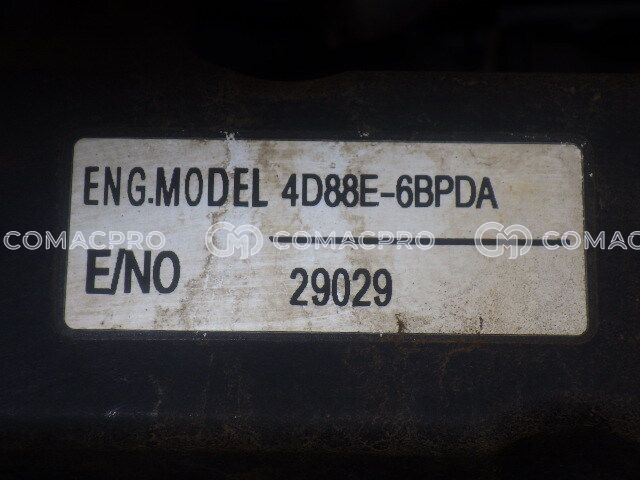 ENG.MODEL 4D88E-6BPDA
COMACPRO COMACPRO COMACPRO
E/NO 29029